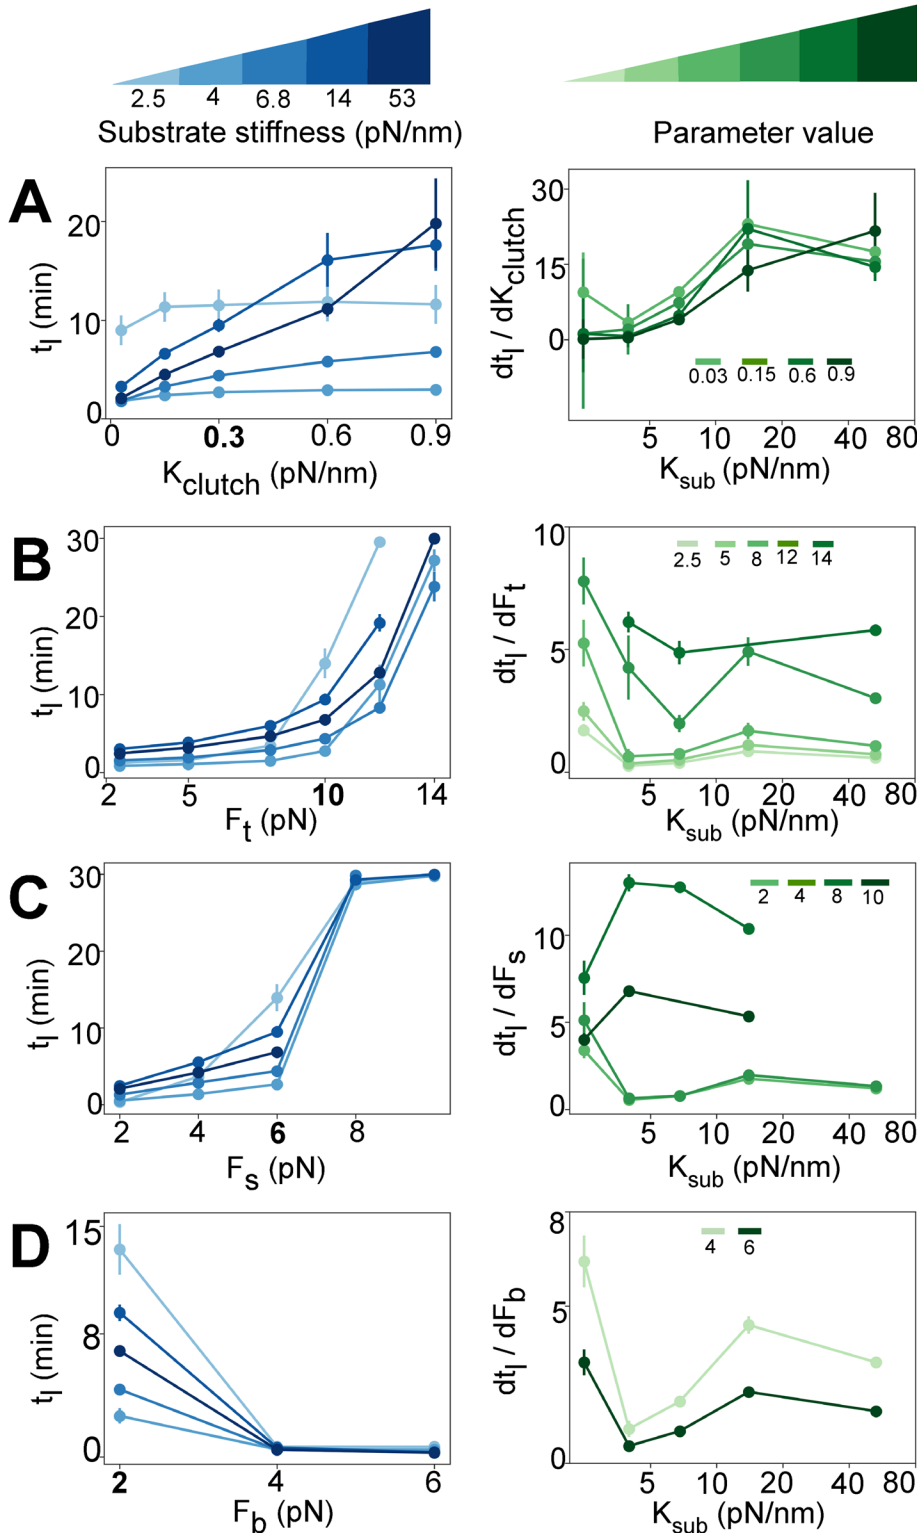 2.5 4 6.8 14 53
Substrate stiffness (pN/nm)
Parameter value
A
20
10
0
t_l (min)
0 0.3 0.6 0.9
K_clutch (pN/nm)
30
15
0
dt_l / dK_clutch
0.03 0.15 0.6 0.9
5 10 20 40 80
K_sub (pN/nm)
B
30
20
10
0
t_l (min)
2 5 10 14
F_t (pN)
10
5
0
dt_l / dF_t
2.5 5 8 12 14
5 10 20 40 80
K_sub (pN/nm)
C
30
20
10
0
t_l (min)
2 4 6 8
F_s (pN)
10
5
0
dt_l / dF_s
2 4 8 10
5 10 20 40 80
K_sub (pN/nm)
D
15
8
0
t_l (min)
2 4 6
F_b (pN)
8
5
0
dt_l / dF_b
4 6
5 10 20 40 80
K_sub (pN/nm)